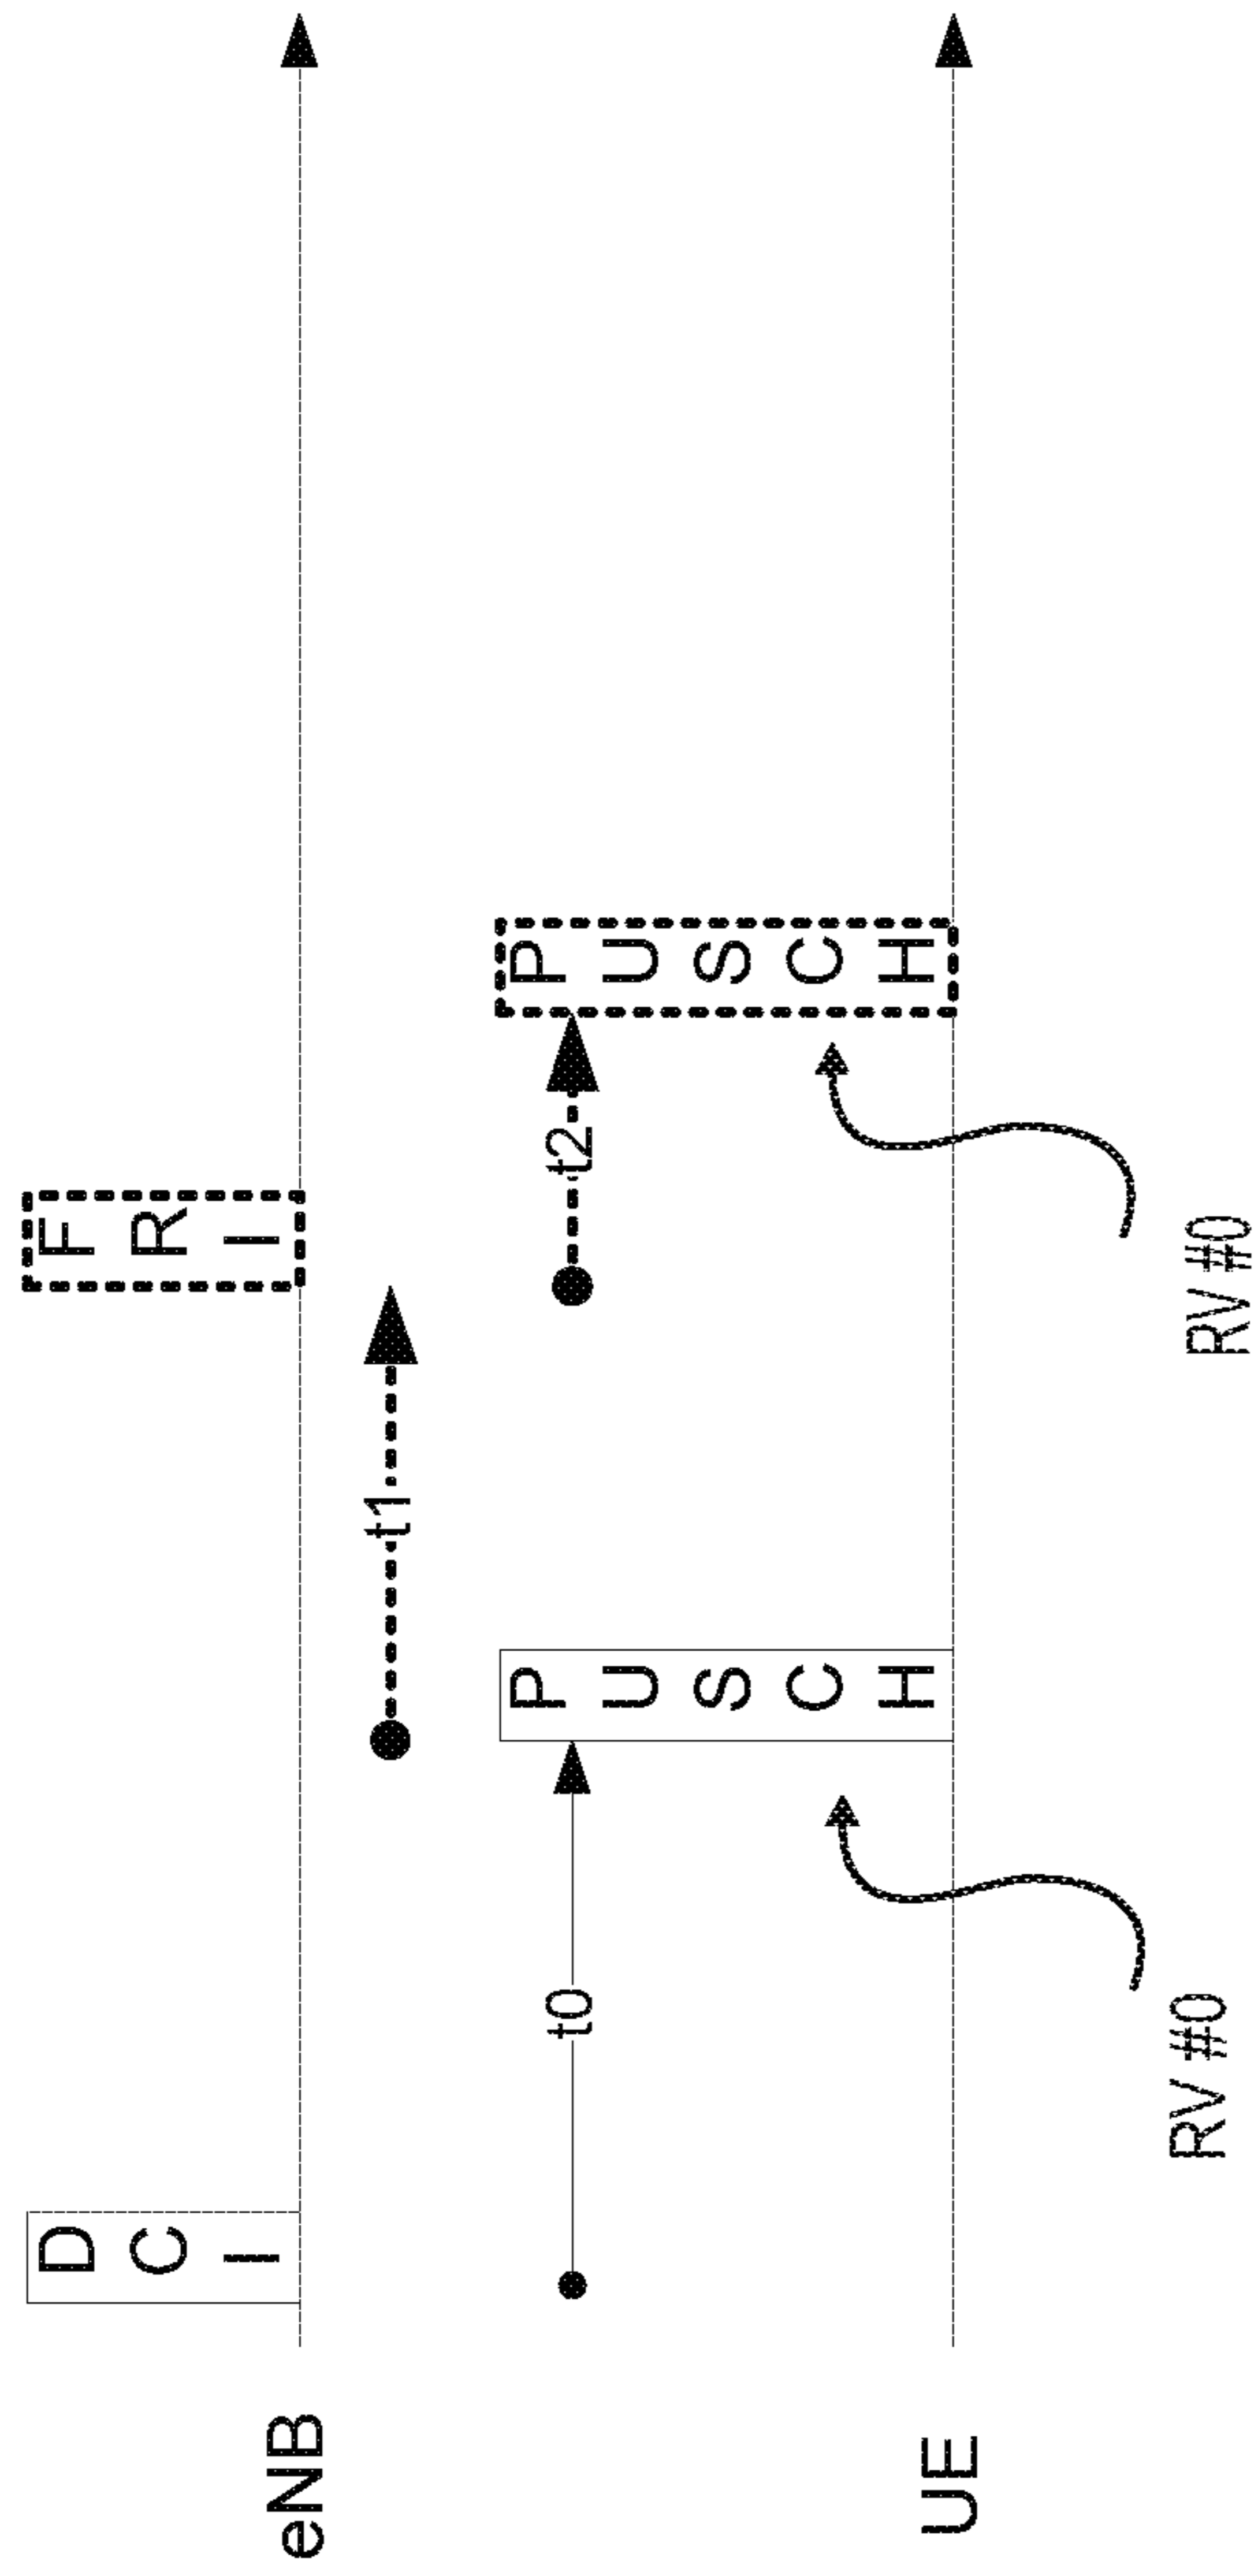 DCI
FRI
eNB
t1
t0
t2
PUSCH
PUSCH
UE
RV #0
RV #0